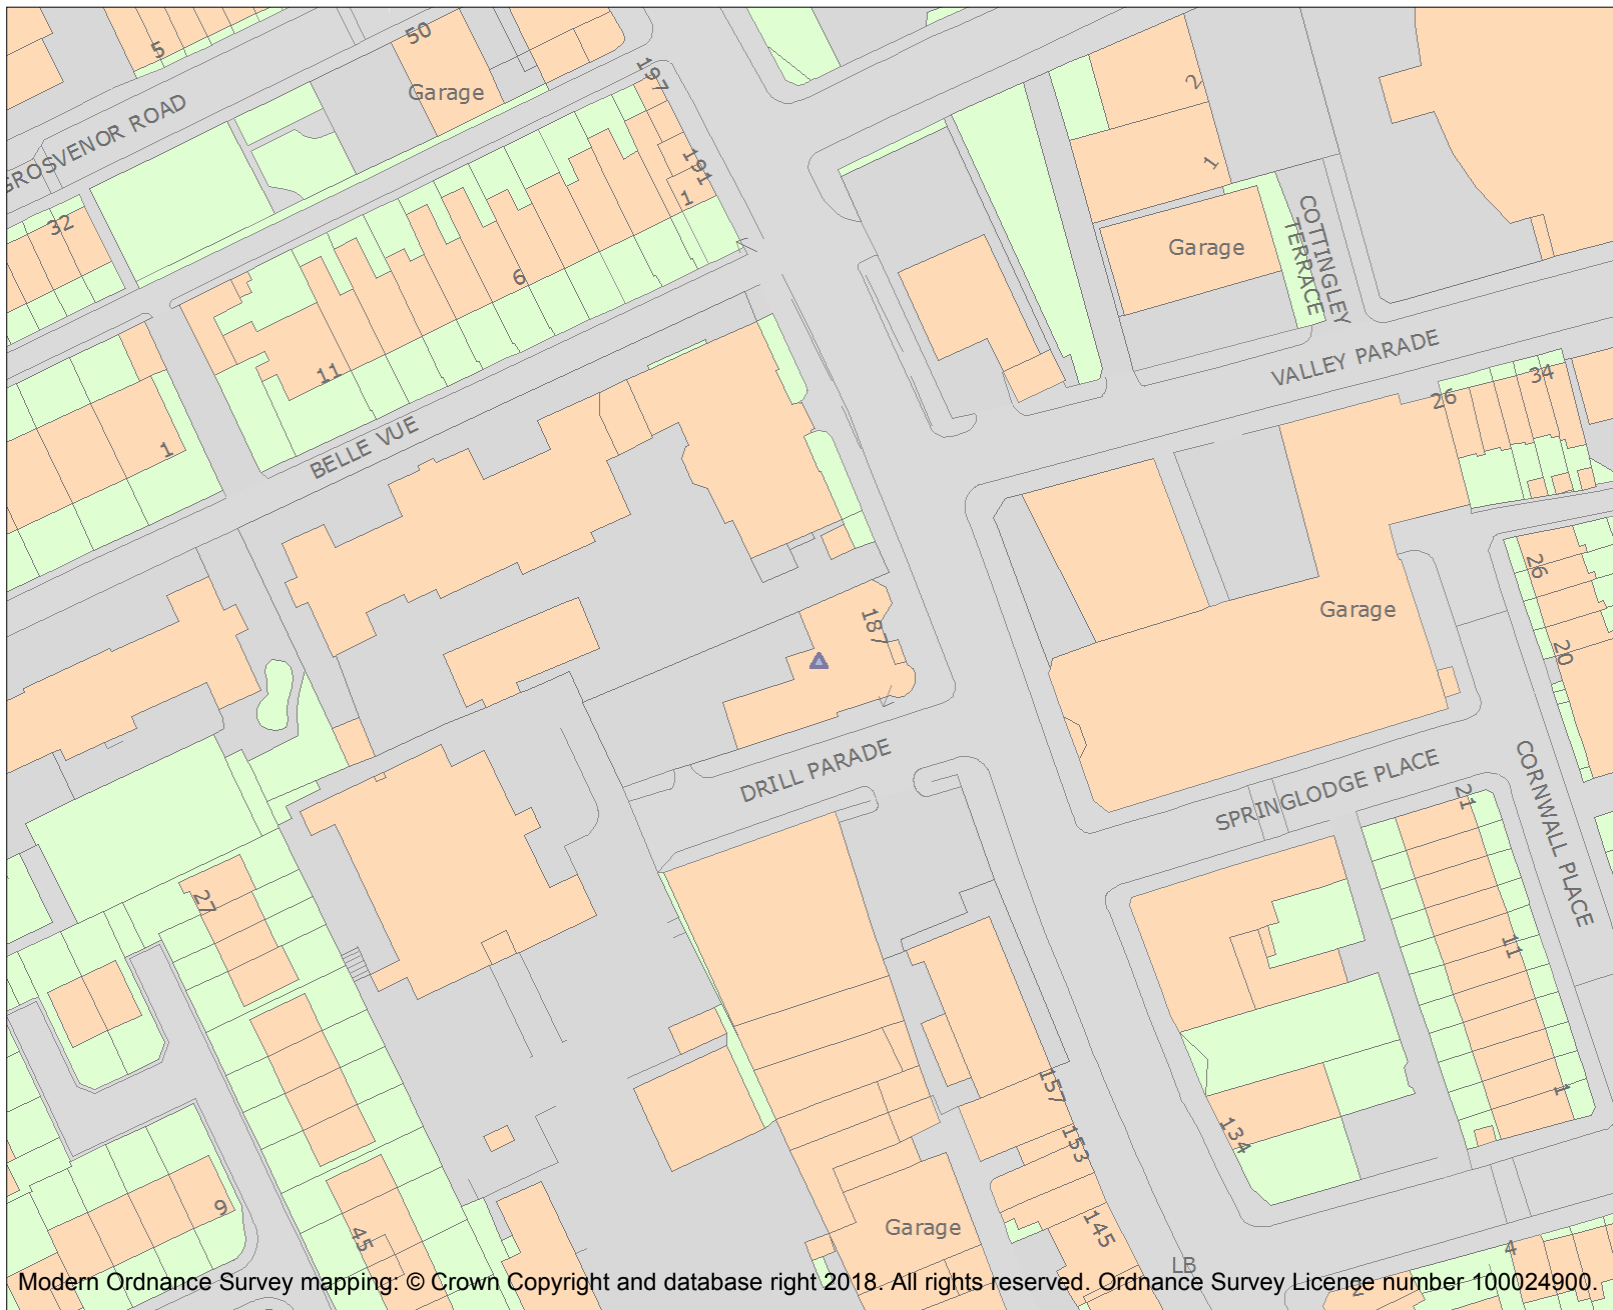 5
50
Garage
197
GROSVENOR ROAD
2
191
1
1
32
COTTINGLEY
TERRACE
Garage
6
VALLEY PARADE
11
34
26
BELLE VUE
1
26
Garage
187
20
DRILL PARADE
SPRINGLODGE PLACE
CORNWALL PLACE
21
27
11
157
1
134
153
9
45
Garage
145
LB
4
2
Modern Ordnance Survey mapping: © Crown Copyright and database right 2018. All rights reserved. Ordnance Survey Licence number 100024900.